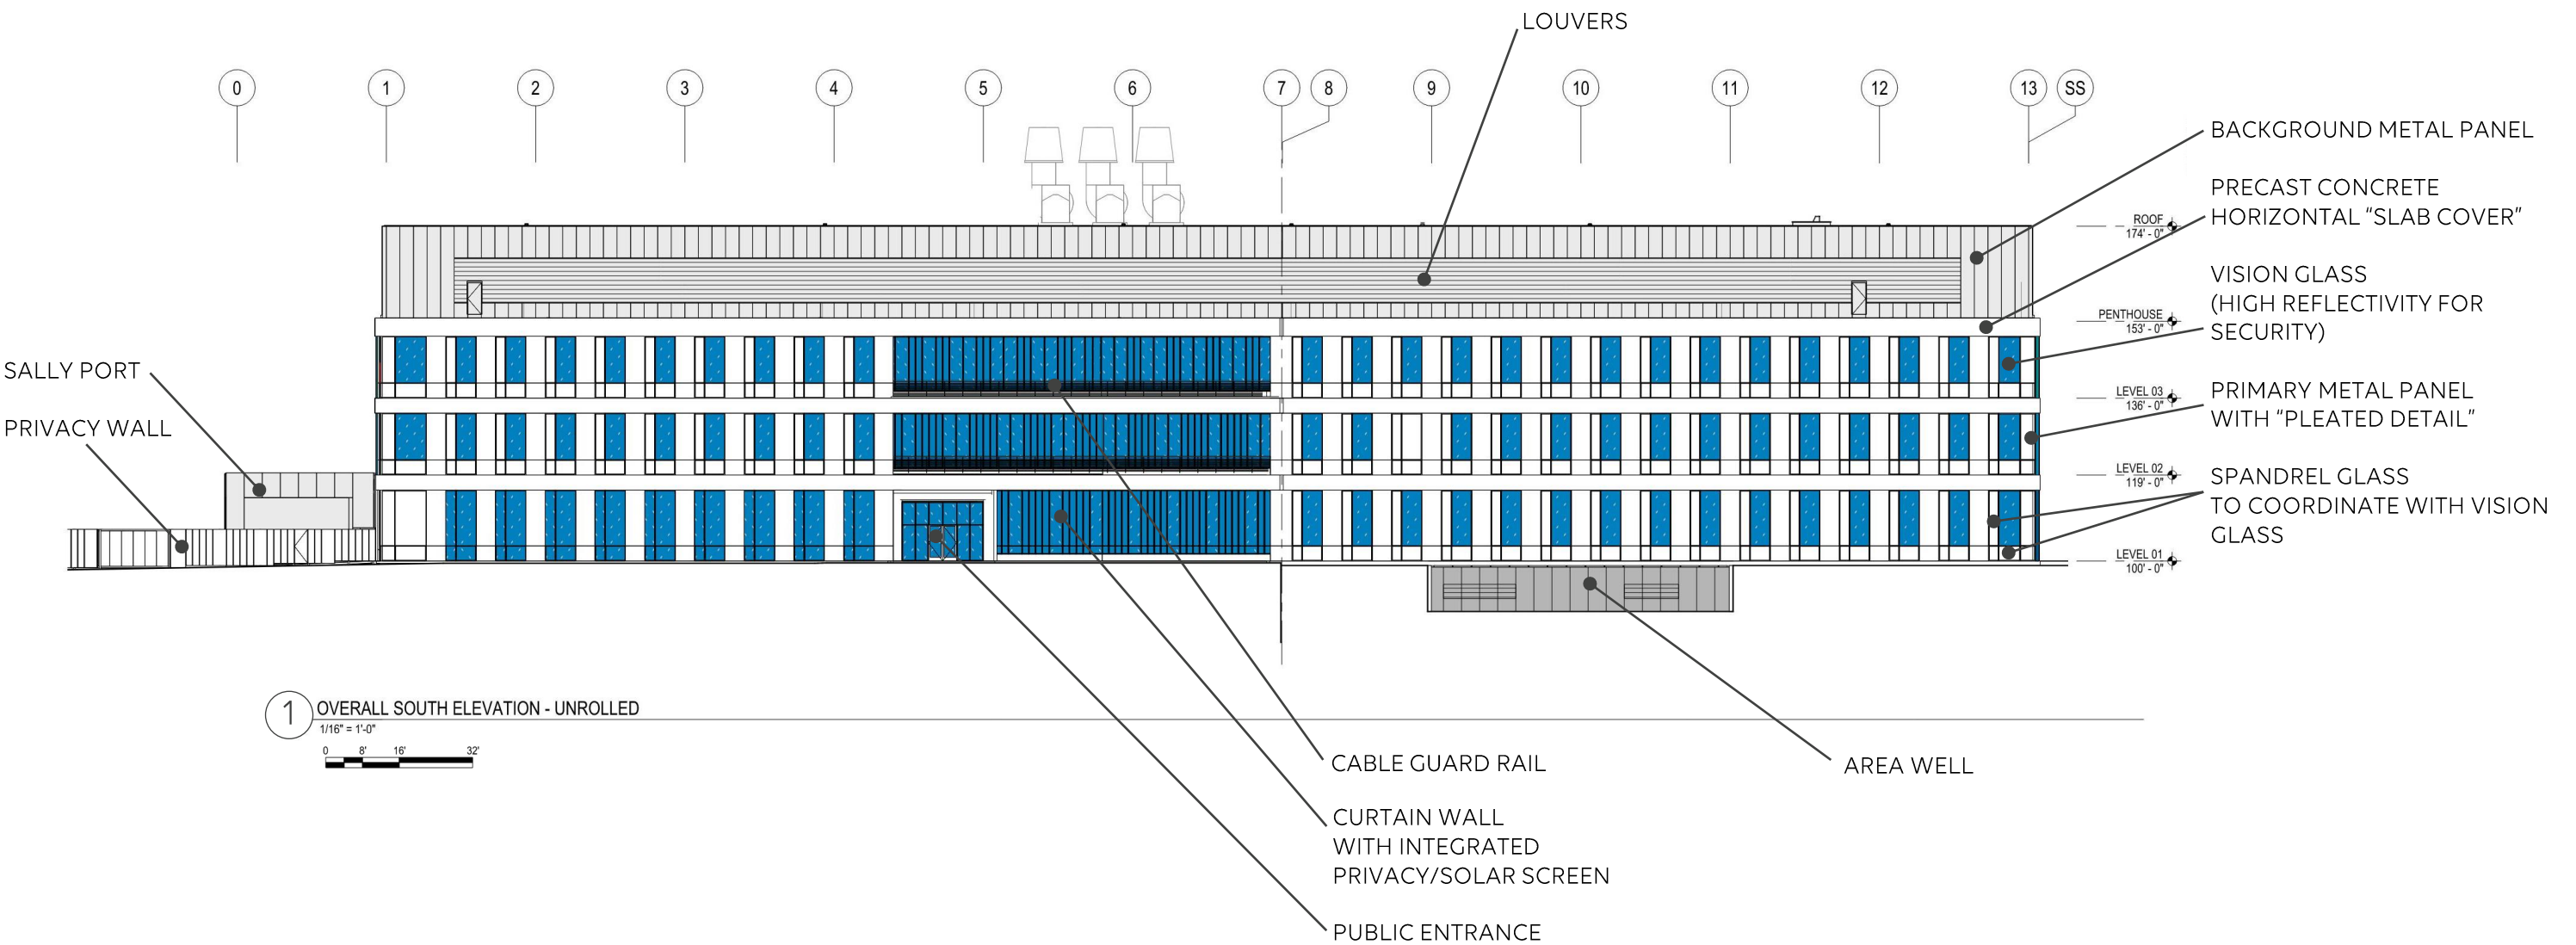 LOUVERS
0 1 2 3 4 5 6 7 8 9 10 11 12 13 SS
BACKGROUND METAL PANEL
PRECAST CONCRETE
HORIZONTAL “SLAB COVER”
ROOF
174' - 0"
VISION GLASS
(HIGH REFLECTIVITY FOR
SECURITY)
PENTHOUSE
153' - 0"
SALLY PORT
PRIVACY WALL
LEVEL 03
136' - 0"
PRIMARY METAL PANEL
WITH “PLEATED DETAIL”
LEVEL 02
119' - 0"
SPANDREL GLASS
TO COORDINATE WITH VISION
GLASS
LEVEL 01
100' - 0"
1
OVERALL SOUTH ELEVATION - UNROLLED
1/16" = 1'-0"
0 8' 16' 32'
CABLE GUARD RAIL
AREA WELL
CURTAIN WALL
WITH INTEGRATED
PRIVACY/SOLAR SCREEN
PUBLIC ENTRANCE